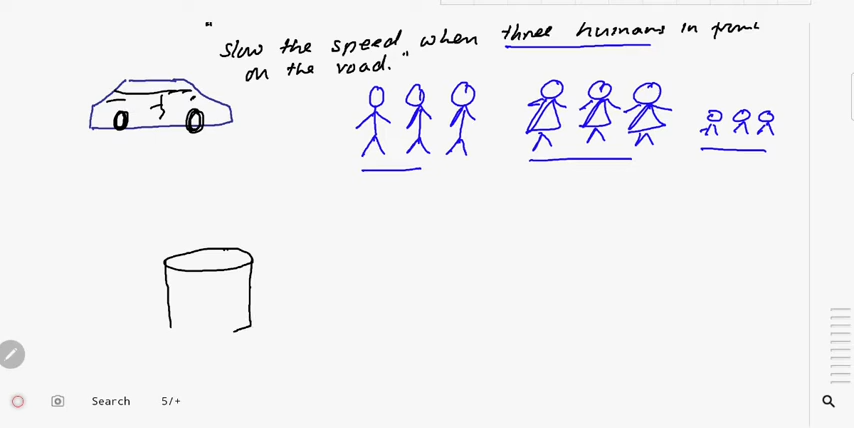 "slow the speed when three humans in front
on the road."
Search 5/+